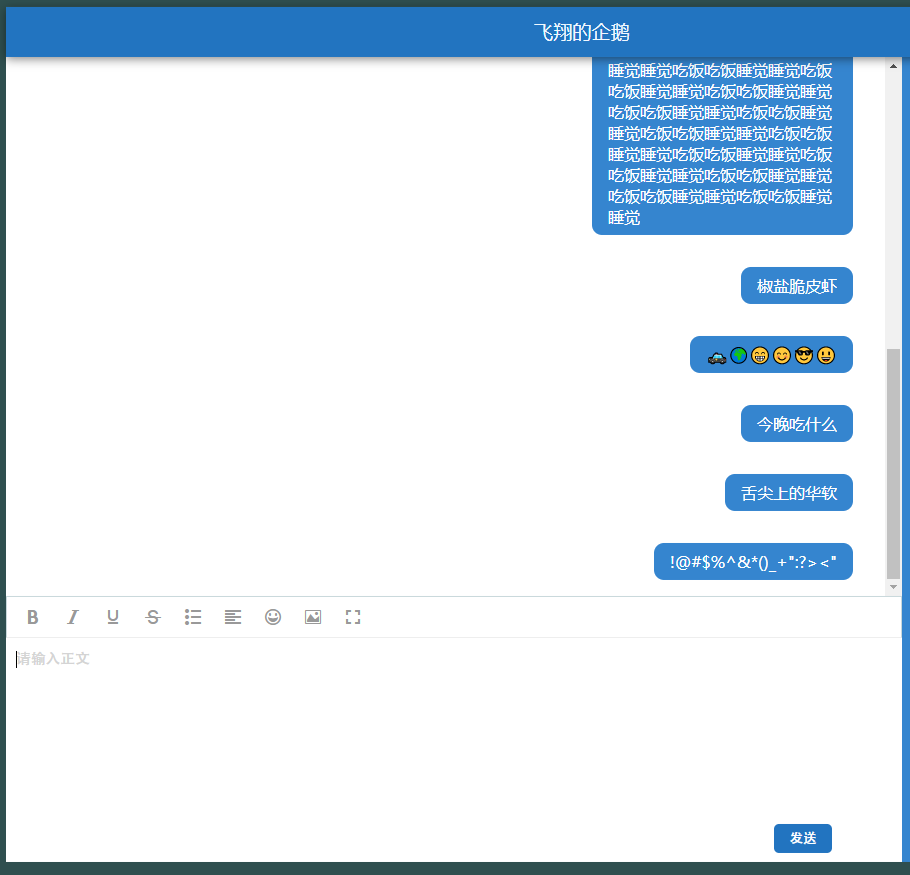 飞翔的企鹅
睡觉睡觉吃饭吃饭睡觉睡觉吃饭
吃饭睡觉睡觉吃饭吃饭睡觉睡觉
吃饭吃饭睡觉睡觉吃饭吃饭睡觉
睡觉吃饭吃饭睡觉睡觉吃饭吃饭
睡觉睡觉吃饭吃饭睡觉睡觉吃饭
吃饭睡觉睡觉吃饭吃饭睡觉睡觉
吃饭吃饭睡觉睡觉吃饭吃饭睡觉
睡觉
椒盐脆皮虾
🚓🌍😁😊😎😃
今晚吃什么
舌尖上的华软
!@#$%^&*()_+":?><"
B I U S
请输入正文
发送